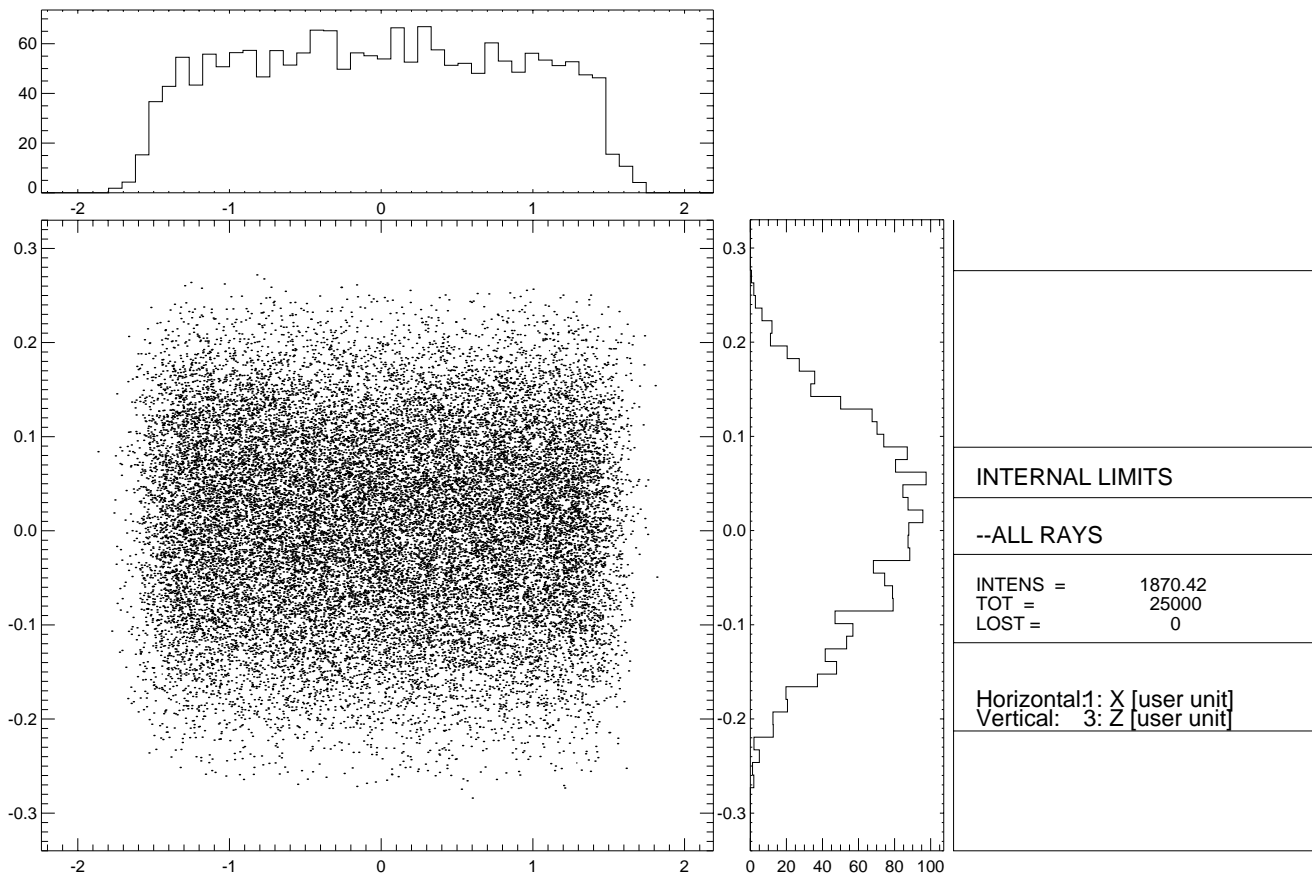 60
40
20
0
-2 -1 0 1 2
0.3 0.3
0.2 0.2
0.1 0.1
0.0 0.0
-0.1 -0.1
-0.2 -0.2
-0.3 -0.3
-2 -1 0 1 2
0 20 40 60 80 100
INTERNAL LIMITS
--ALL RAYS
INTENS = 1870.42
TOT = 25000
LOST = 0
Horizontal:1: X [user unit]
Vertical: 3: Z [user unit]